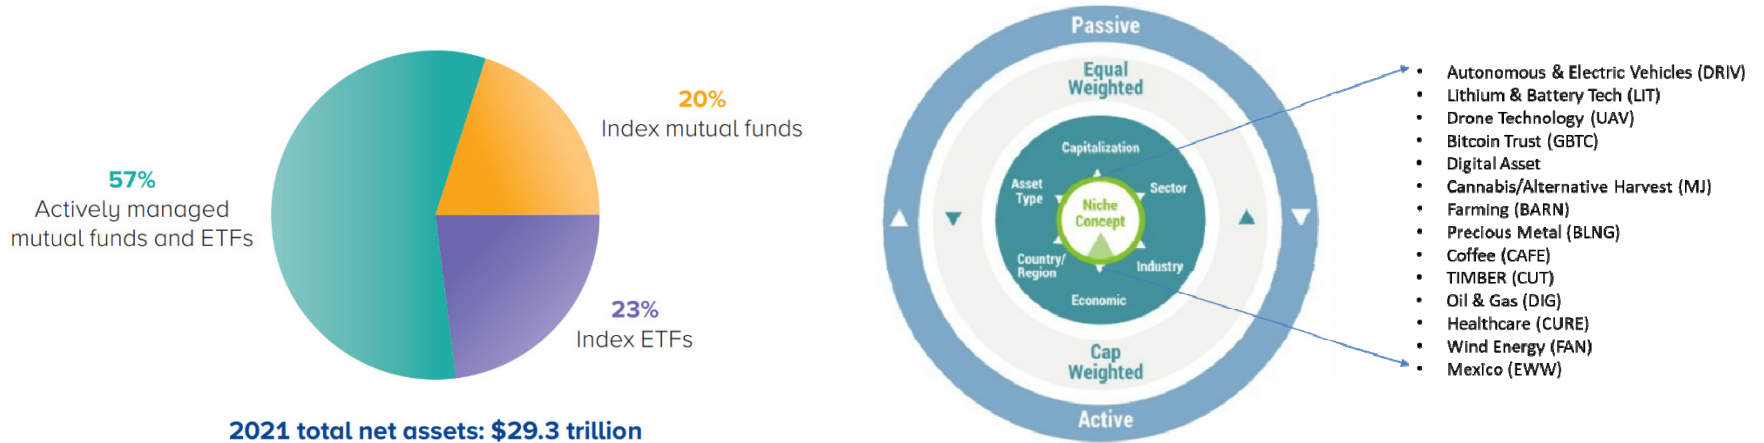 20%
Index mutual funds
57%
Actively managed
mutual funds and ETFs
23%
Index ETFs
2021 total net assets: $29.3 trillion
Passive
Equal
Weighted
Capitalization
Asset
Type
Sector
Niche
Concept
Country/
Region
Industry
Economic
Cap
Weighted
Active
• Autonomous & Electric Vehicles (DRIV)
• Lithium & Battery Tech (LIT)
• Drone Technology (UAV)
• Bitcoin Trust (GBTC)
• Digital Asset
• Cannabis/Alternative Harvest (MJ)
• Farming (BARN)
• Precious Metal (BLNG)
• Coffee (CAFE)
• TIMBER (CUT)
• Oil & Gas (DIG)
• Healthcare (CURE)
• Wind Energy (FAN)
• Mexico (EWW)